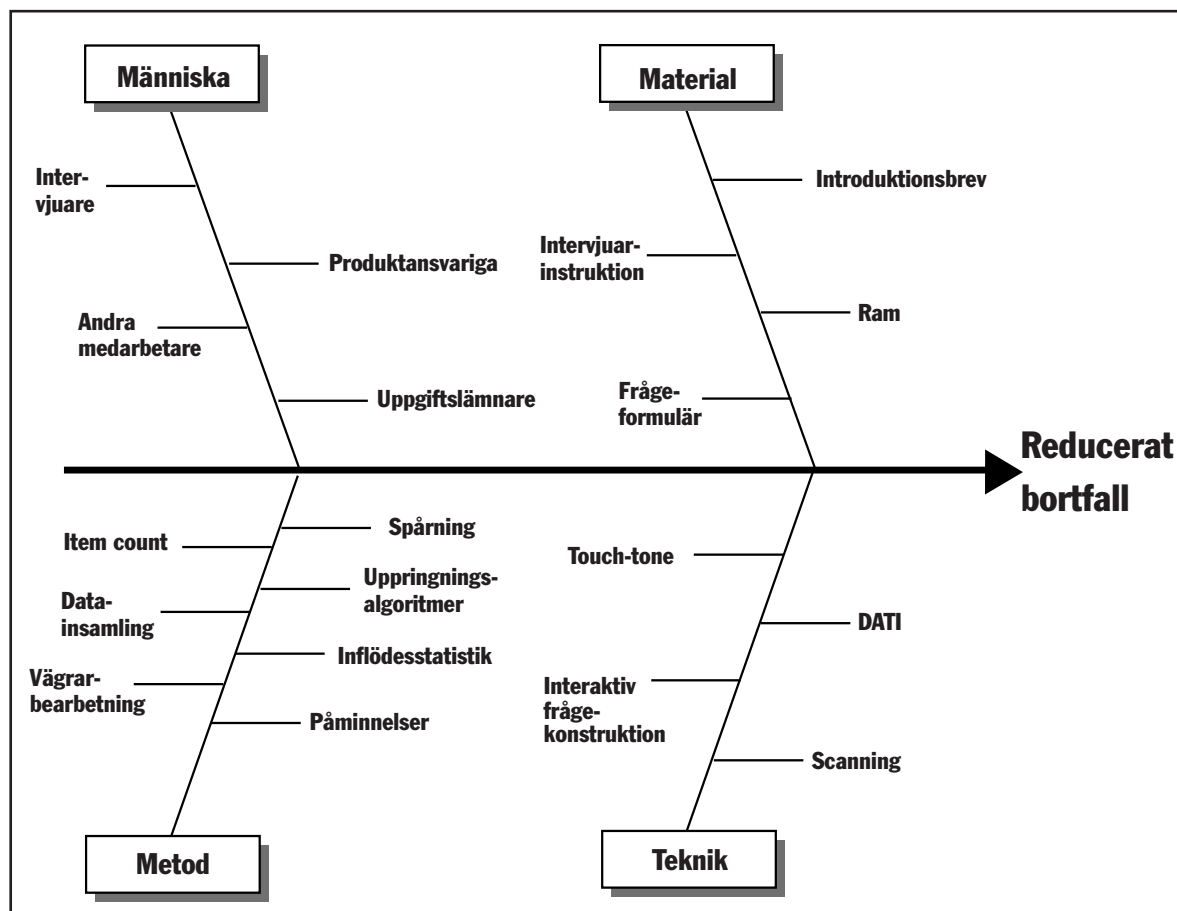 Människa
Material
Inter-
vjuare
Produktansvariga
Andra
medarbetare
Uppgiftslämnare
Introduktionsbrev
Intervjuar-
instruktion
Ram
Fråge-
formulär
Reducerat
bortfall
Spårning
Item count
Uppringnings-
algoritmer
Data-
insamling
Inflödesstatistik
Vägrar-
bearbetning
Påminnelser
Touch-tone
DATI
Interaktiv
fråge-
konstruktion
Scanning
Metod
Teknik